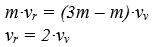 m·v_r = (3m − m)·v_v
v_r = 2·v_v